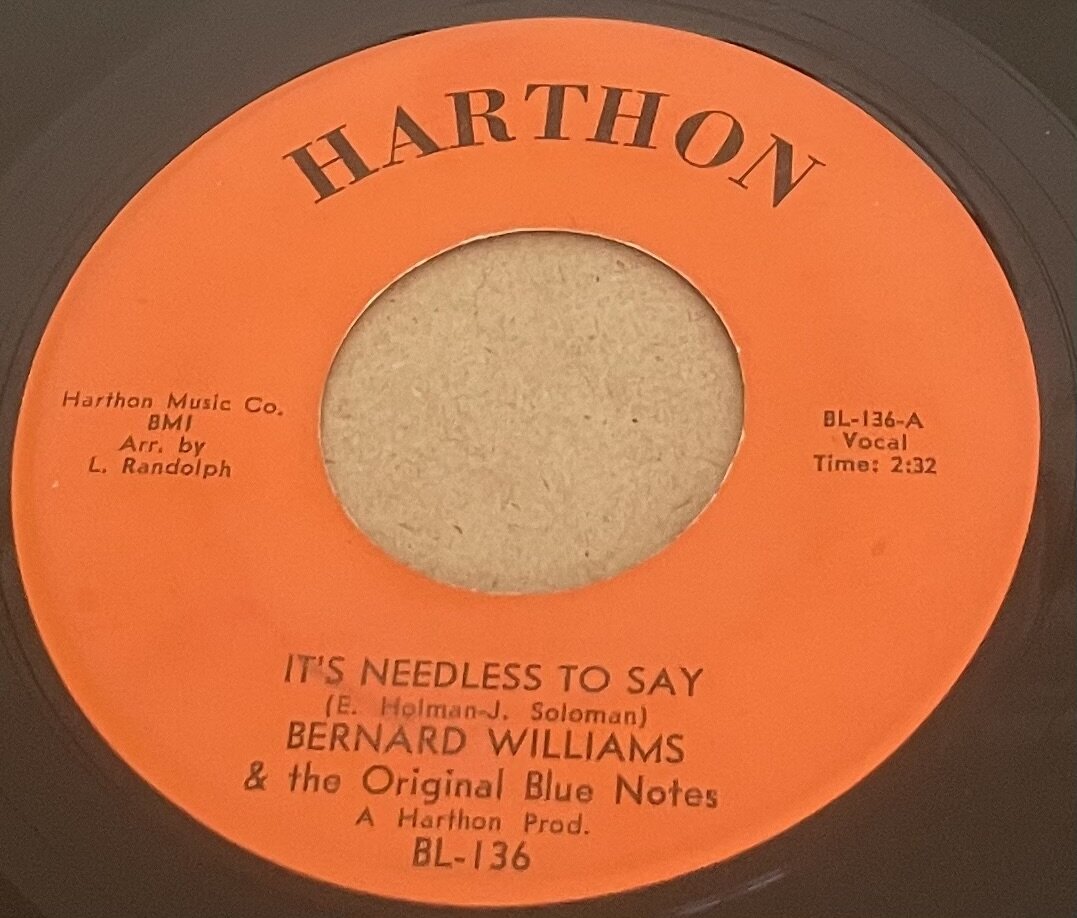 HARTHON
Harthon Music Co.
BMI
Arr. by
L. Randolph
BL-136-A
Vocal
Time: 2:32
IT'S NEEDLESS TO SAY
(E. Holman-J. Soloman)
BERNARD WILLIAMS
& the Original Blue Notes
A Harthon Prod.
BL-136